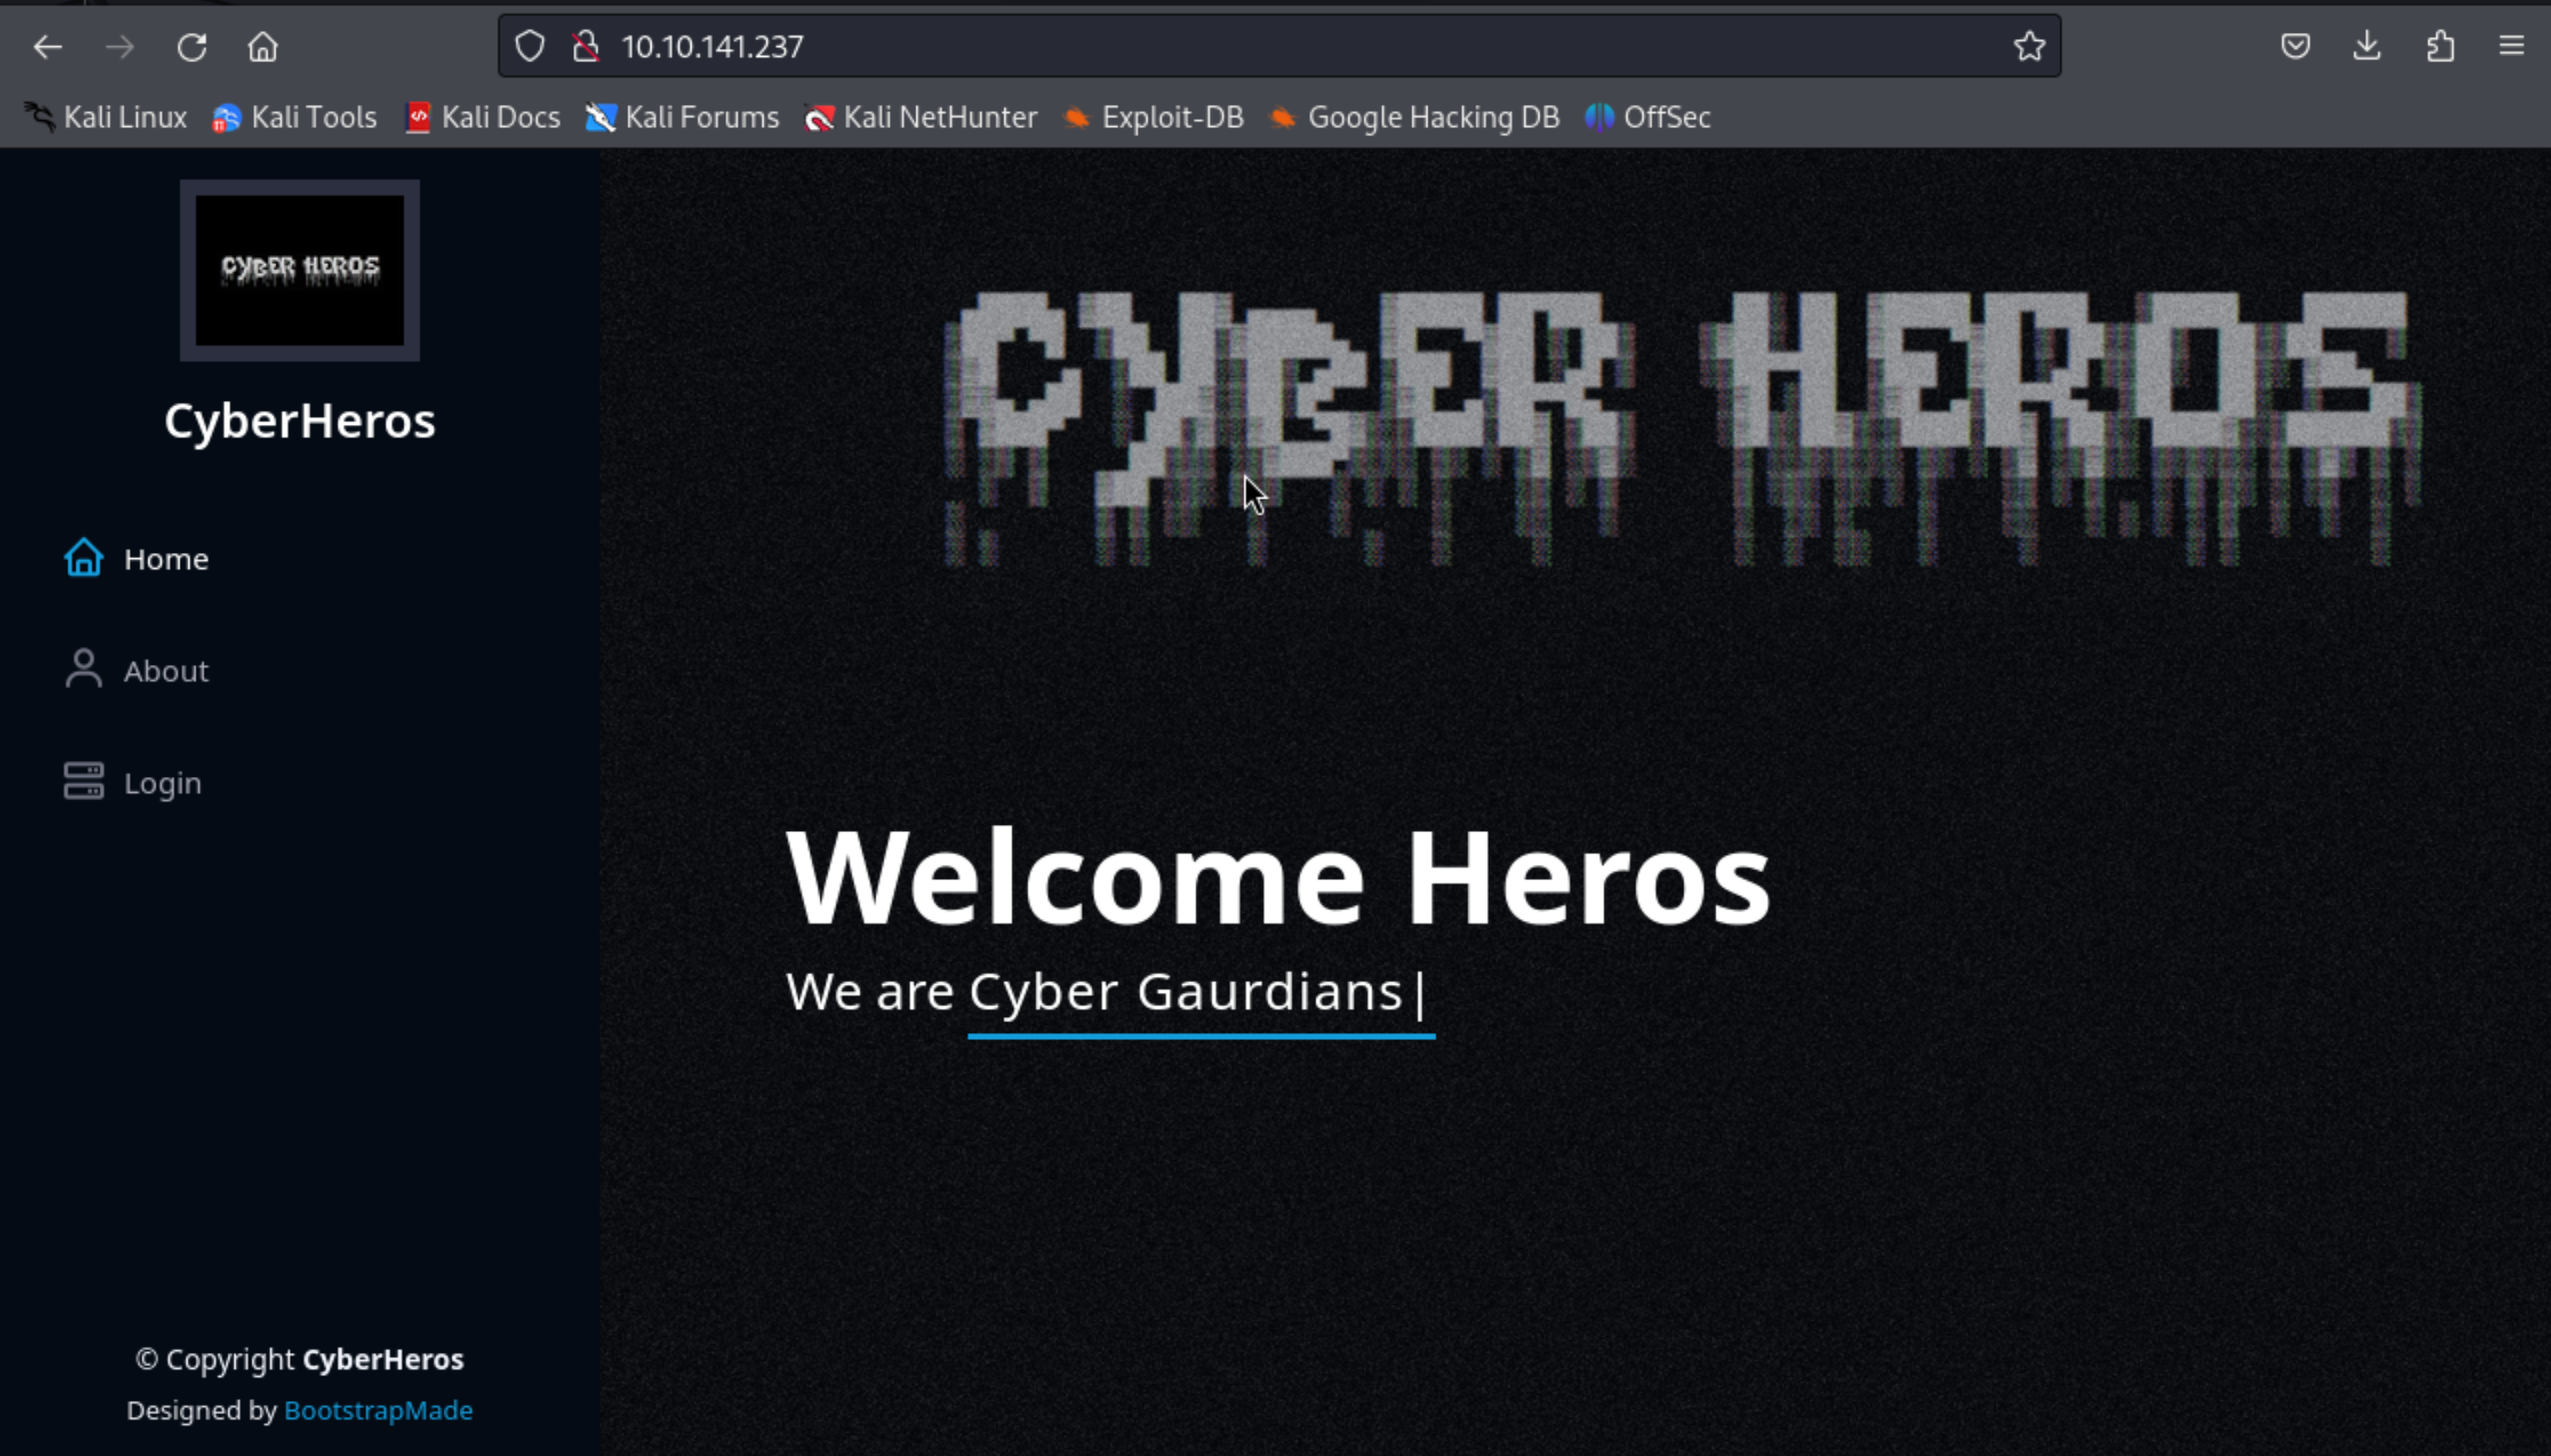 10.10.141.237
Kali Linux Kali Tools Kali Docs Kali Forums Kali NetHunter Exploit-DB Google Hacking DB OffSec
CYBER HEROS
CyberHeros
Home
About
Login
© Copyright CyberHeros
Designed by BootstrapMade
CYBER HEROS
Welcome Heros
We are Cyber Gaurdians|